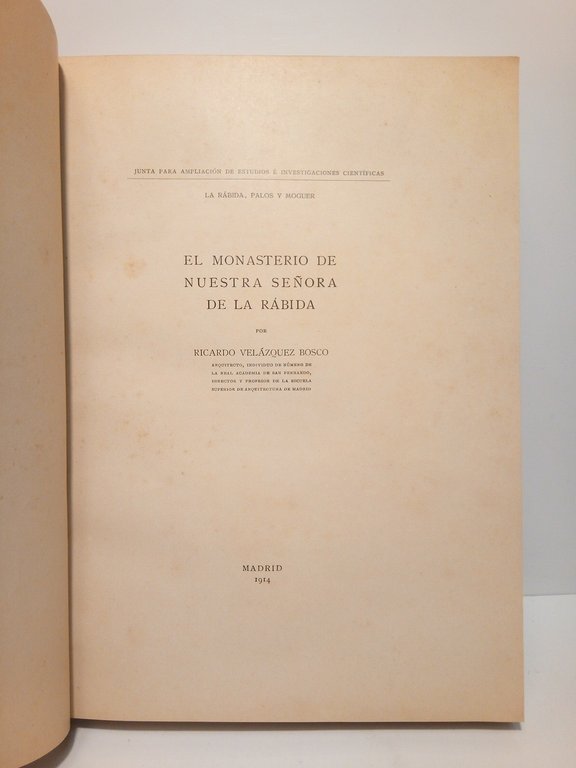 JUNTA PARA AMPLIACIÓN DE ESTUDIOS É INVESTIGACIONES CIENTÍFICAS
LA RÁBIDA, PALOS Y MOGUER
EL MONASTERIO DE
NUESTRA SEÑORA
DE LA RÁBIDA
POR
RICARDO VELÁZQUEZ BOSCO
ARQUITECTO, INDIVIDUO DE NÚMERO DE
LA REAL ACADEMIA DE SAN FERNANDO,
DIRECTOR Y PROFESOR DE LA ESCUELA
SUPERIOR DE ARQUITECTURA DE MADRID
MADRID
1914